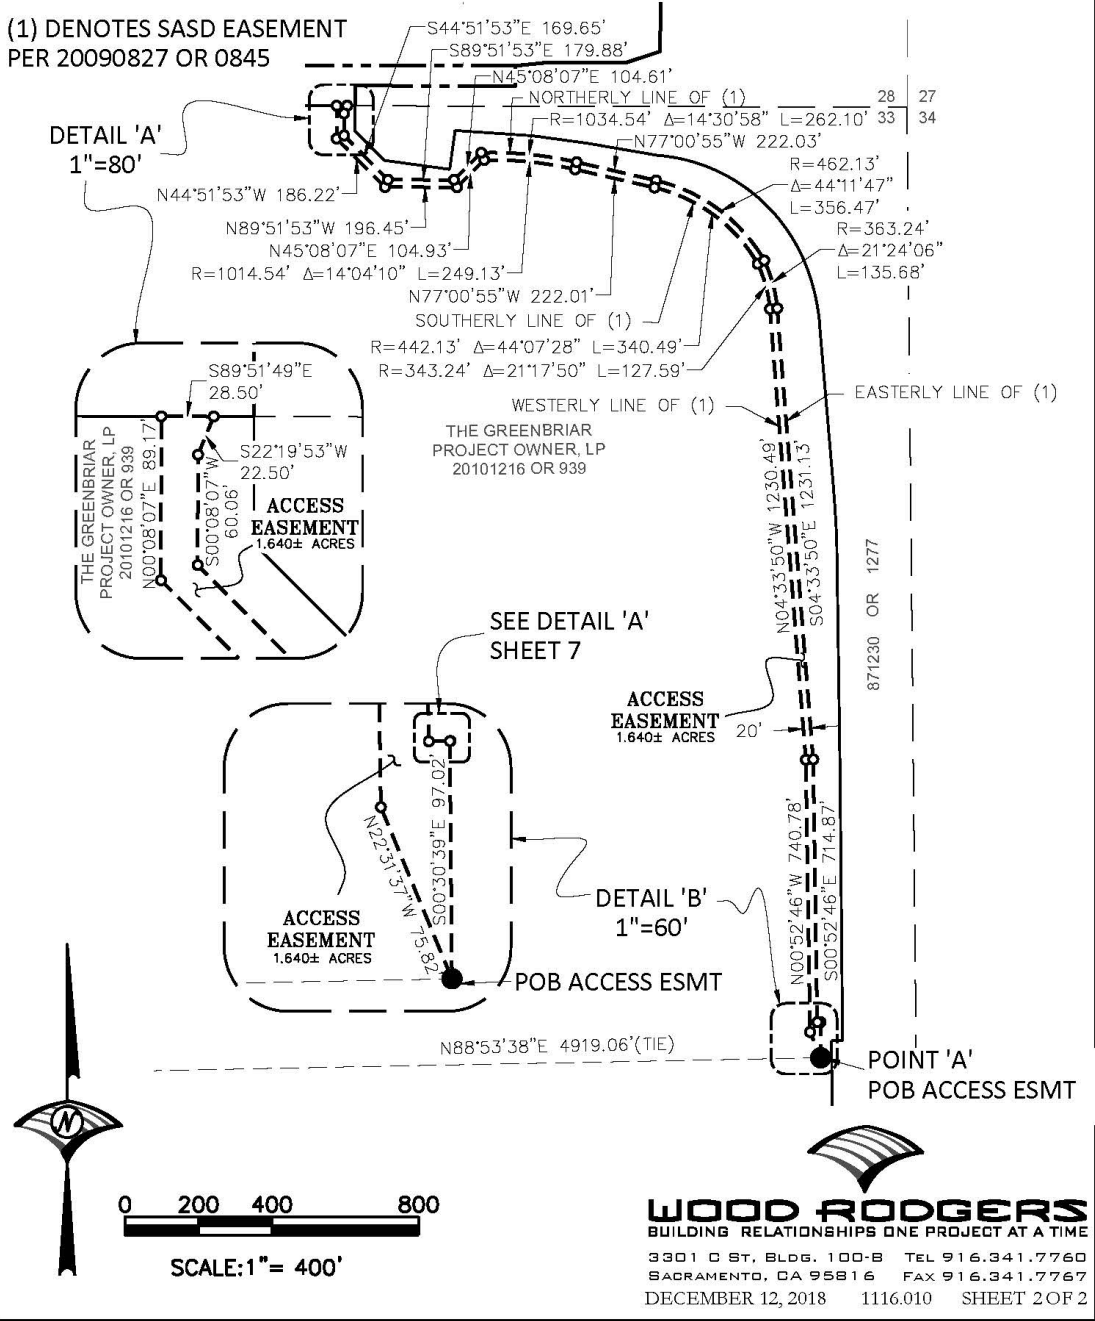 (1) DENOTES SASD EASEMENT
PER 20090827 OR 0845
S44°51'53"E 169.65'
S89°51'53"E 179.88'
N45°08'07"E 104.61'
NORTHERLY LINE OF (1)
28 27
33 34
R=1034.54' Δ=14°30'58" L=262.10'
N77°00'55"W 222.03'
DETAIL 'A'
1"=80'
R=462.13'
Δ=44°11'47"
L=356.47'
N44°51'53"W 186.22'
R=363.24'
Δ=21°24'06"
L=135.68'
N89°51'53"W 196.45'
N45°08'07"E 104.93'
R=1014.54' Δ=14°04'10" L=249.13'
N77°00'55"W 222.01'
SOUTHERLY LINE OF (1)
R=442.13' Δ=44°07'28" L=340.49'
R=343.24' Δ=21°17'50" L=127.59'
WESTERLY LINE OF (1)
EASTERLY LINE OF (1)
S89°51'49"E
28.50'
THE GREENBRIAR
PROJECT OWNER, LP
20101216 OR 939
THE GREENBRIAR
PROJECT OWNER, LP
20101216 OR 939
N00°08'07"E 89.17'
S22°19'53"W
22.50'
S00°08'07"W
60.06'
ACCESS
EASEMENT
1.640± ACRES
N04°33'50"W 1230.49'
S04°33'50"E 1231.13'
871230 OR 1277
SEE DETAIL 'A'
SHEET 7
ACCESS
EASEMENT
1.640± ACRES
20'
S00°30'39"E 97.02'
N22°31'37"W 75.82'
ACCESS
EASEMENT
1.640± ACRES
DETAIL 'B'
1"=60'
N00°52'46"W 740.78'
S00°52'46"E 714.87'
POB ACCESS ESMT
N88°53'38"E 4919.06'(TIE)
POINT 'A'
POB ACCESS ESMT
N
0 200 400 800
SCALE:1"= 400'
WOOD RODGERS
BUILDING RELATIONSHIPS ONE PROJECT AT A TIME
3301 C ST, BLDG. 100-B TEL 916.341.7760
SACRAMENTO, CA 95816 FAX 916.341.7767
DECEMBER 12, 2018 1116.010 SHEET 2 OF 2